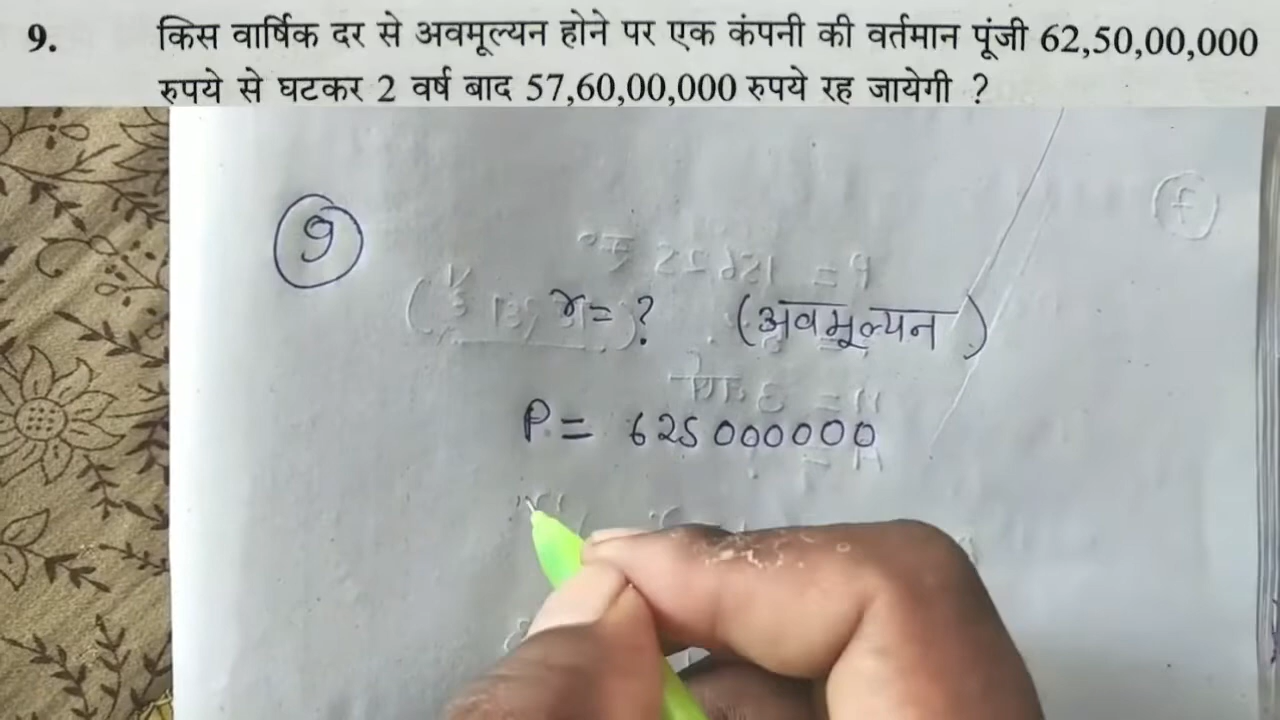 9. किस वार्षिक दर से अवमूल्यन होने पर एक कंपनी की वर्तमान पूंजी 62,50,00,000
रुपये से घटकर 2 वर्ष बाद 57,60,00,000 रुपये रह जायेगी ?
9
r = ? (अवमूल्यन)
P = 625000000